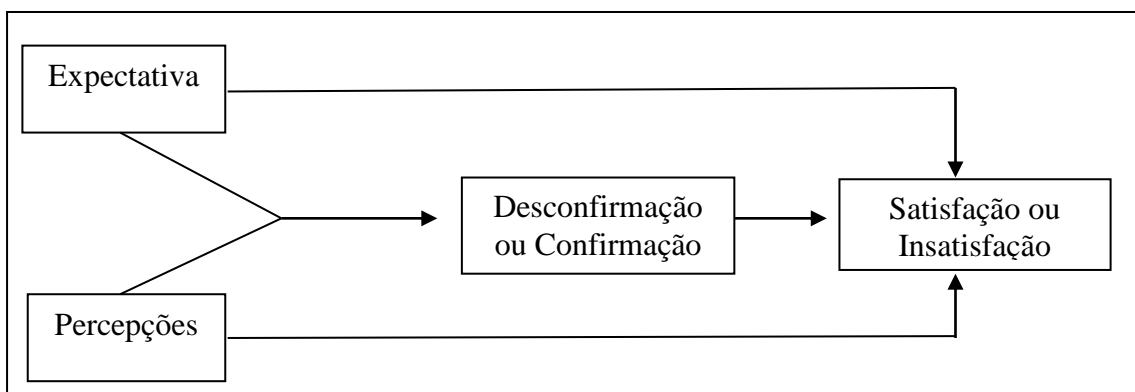 Expectativa
Desconfirmação
ou Confirmação
Satisfação ou
Insatisfação
Percepções